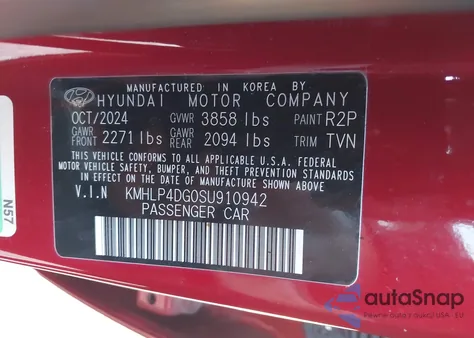 MANUFACTURED IN KOREA BY
HYUNDAI MOTOR COMPANY
OCT/2024 GVWR 3858 lbs PAINT R2P
GAWR FRONT 2271 lbs GAWR REAR 2094 lbs TRIM TVN
THIS VEHICLE CONFORMS TO ALL APPLICABLE U.S.A. FEDERAL
MOTOR VEHICLE SAFETY, BUMPER, AND THEFT PREVENTION STANDARDS
IN EFFECT ON THE DATE OF MANUFACTURE SHOWN ABOVE.
V.I.N KMHLP4DG0SU910942
PASSENGER CAR
N57
autoSnap